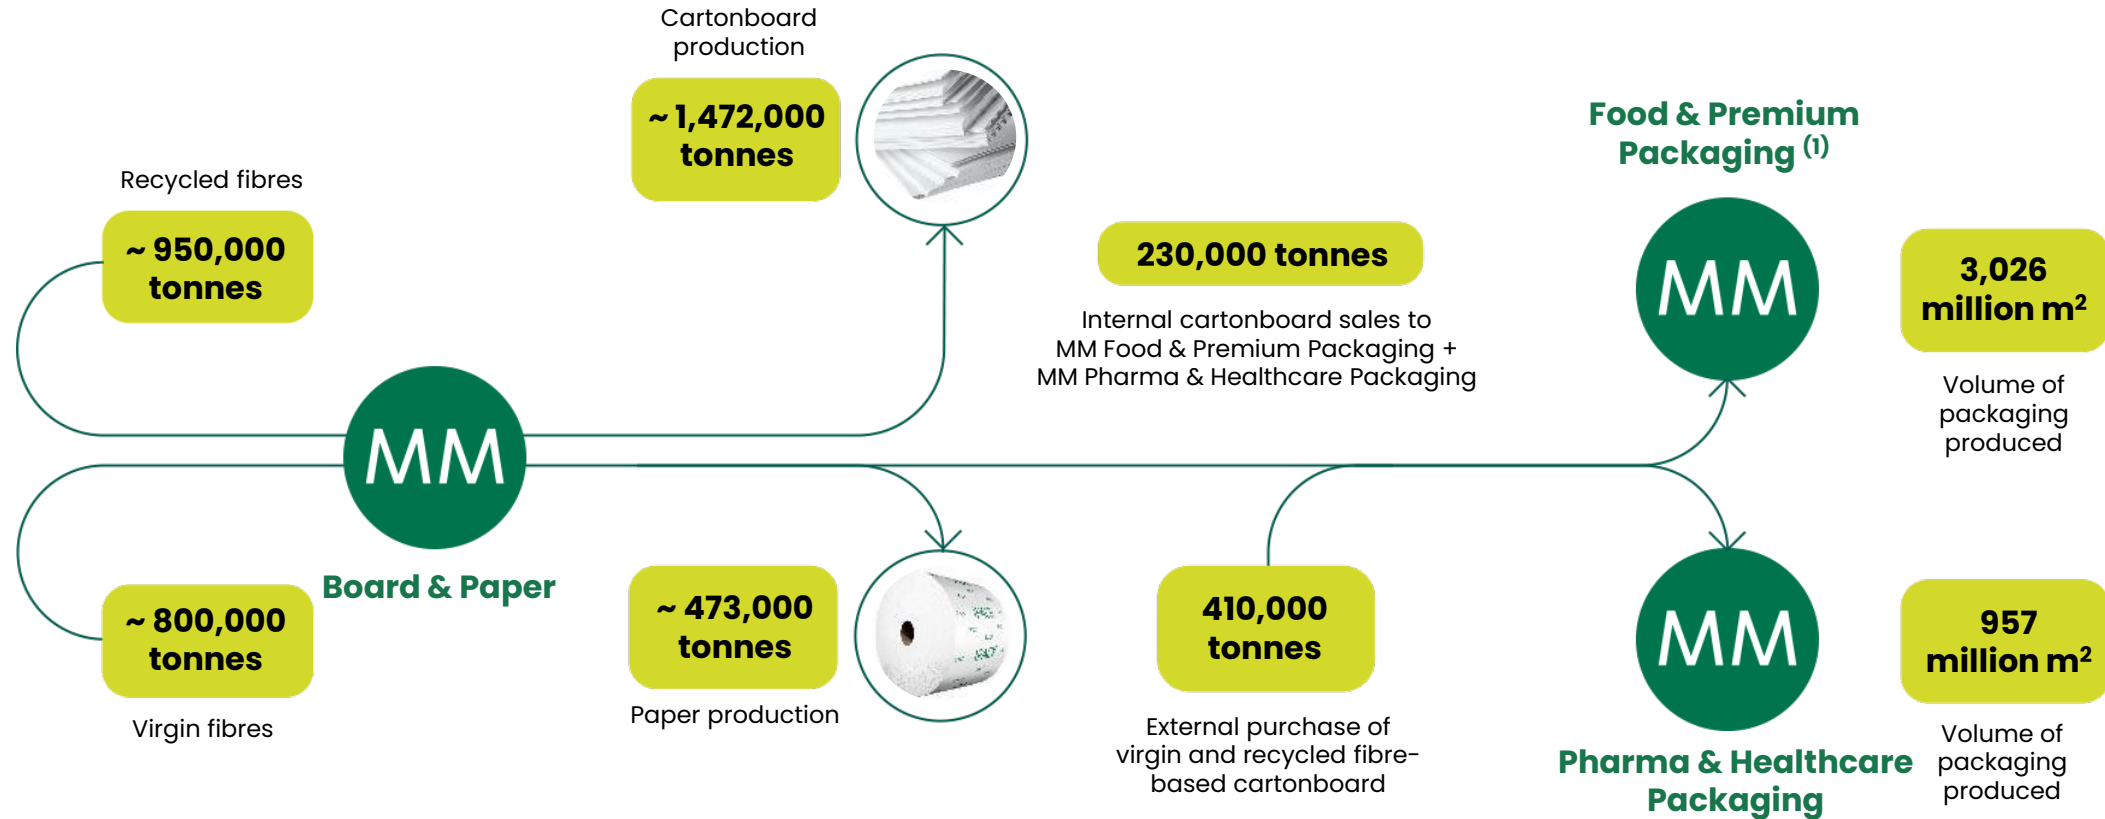 Cartonboard
production
~ 1,472,000
tonnes
Recycled fibres
~ 950,000
tonnes
MM
Board & Paper
~ 800,000
tonnes
Virgin fibres
~ 473,000
tonnes
Paper production
230,000 tonnes
Internal cartonboard sales to
MM Food & Premium Packaging +
MM Pharma & Healthcare Packaging
410,000
tonnes
External purchase of
virgin and recycled fibre-
based cartonboard
Food & Premium
Packaging (1)
MM
3,026
million m²
Volume of
packaging
produced
MM
Pharma & Healthcare
Packaging
957
million m²
Volume of
packaging
produced